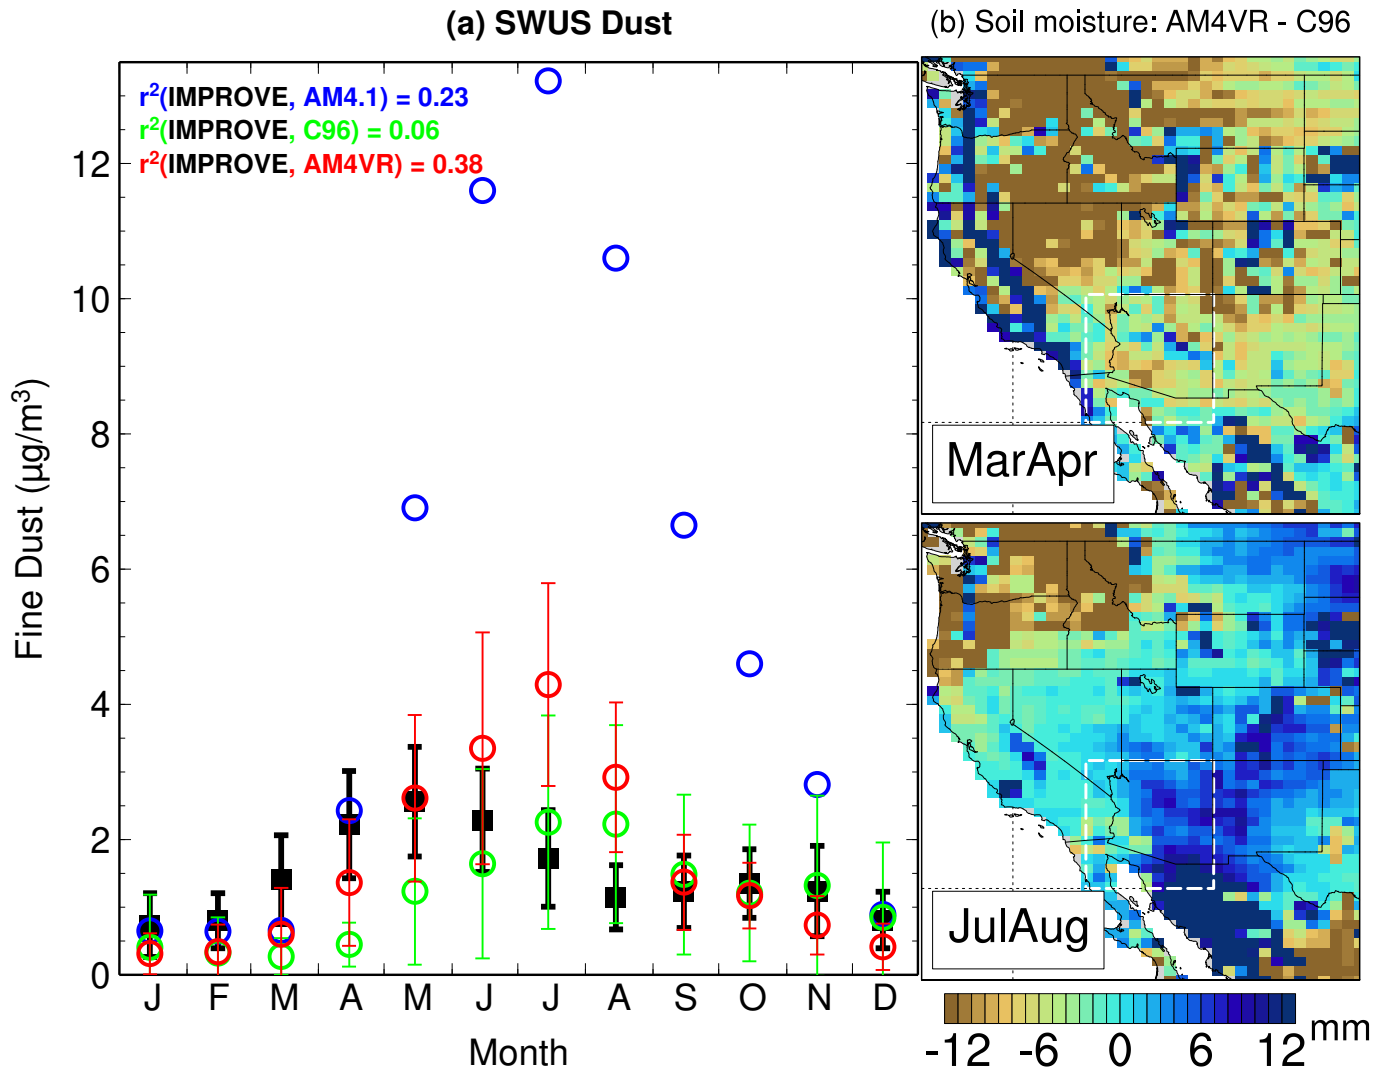 (a) SWUS Dust
r²(IMPROVE, AM4.1) = 0.23
r²(IMPROVE, C96) = 0.06
r²(IMPROVE, AM4VR) = 0.38
Fine Dust (µg/m³)
12
10
8
6
4
2
0
J F M A M J J A S O N D
Month
(b) Soil moisture: AM4VR - C96
MarApr
JulAug
-12 -6 0 6 12 mm